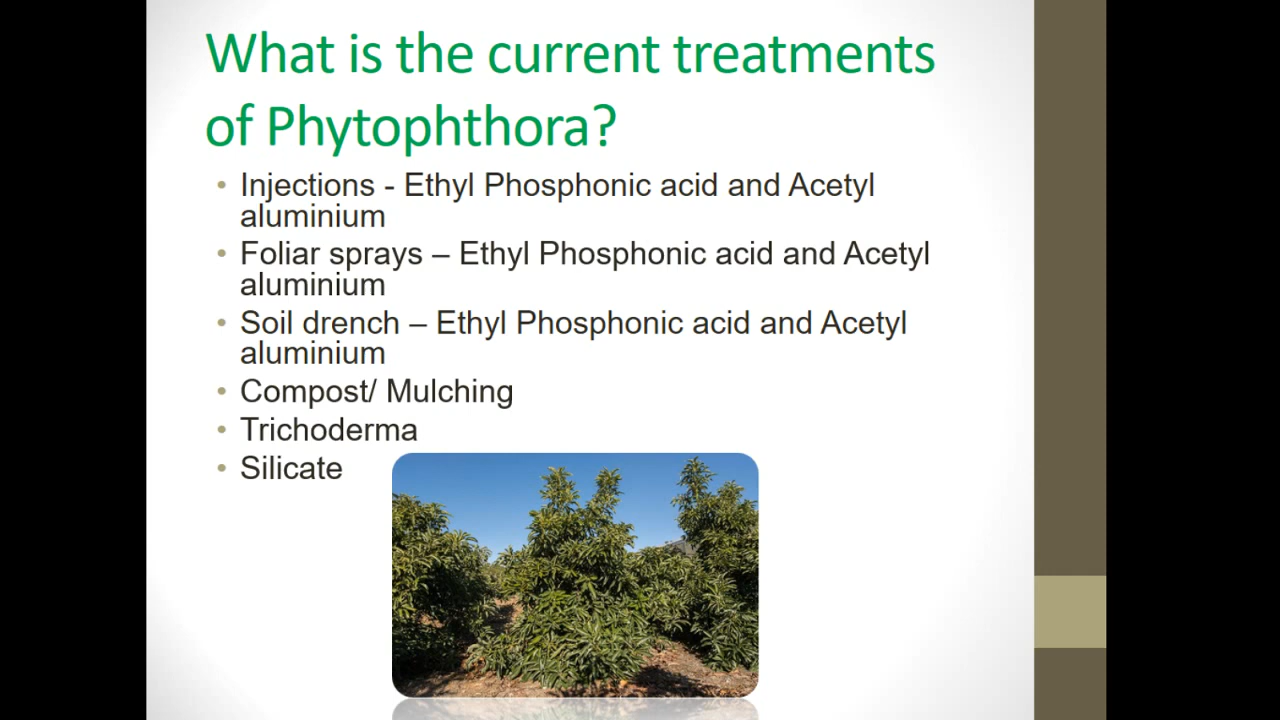 What is the current treatments
of Phytophthora?
• Injections - Ethyl Phosphonic acid and Acetyl
aluminium
• Foliar sprays – Ethyl Phosphonic acid and Acetyl
aluminium
• Soil drench – Ethyl Phosphonic acid and Acetyl
aluminium
• Compost/ Mulching
• Trichoderma
• Silicate